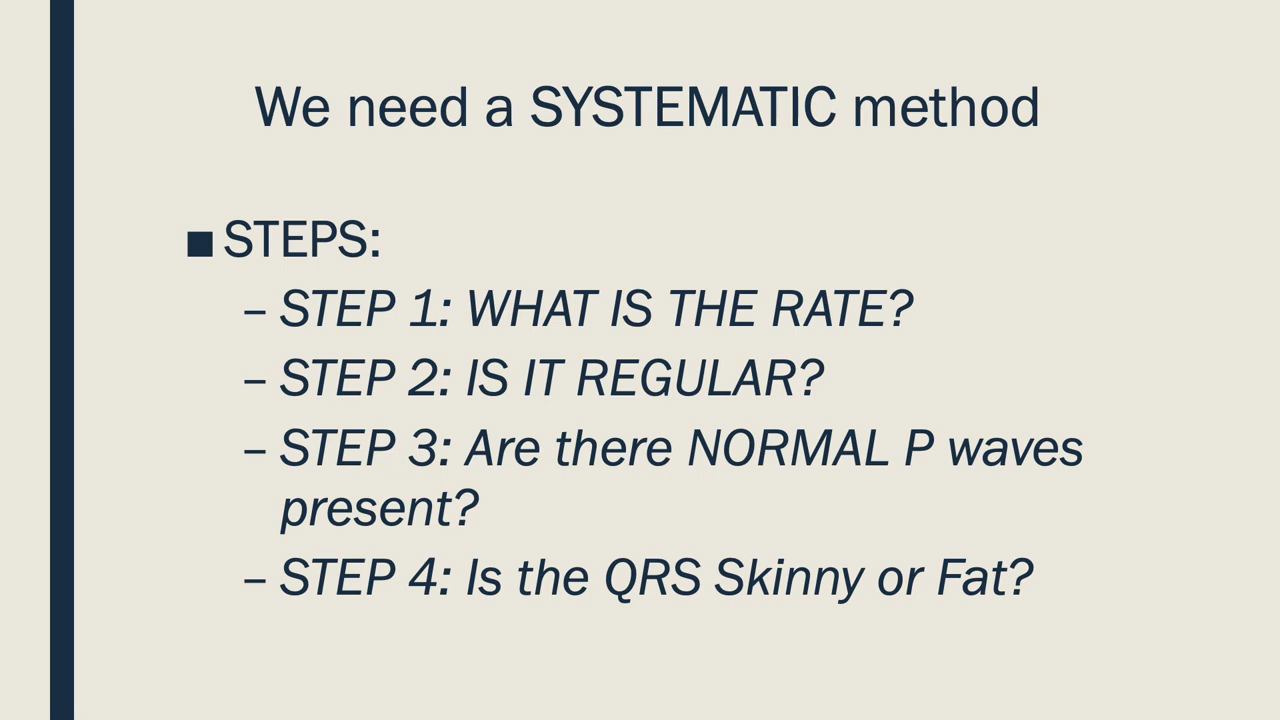 We need a SYSTEMATIC method
■ STEPS:
– STEP 1: WHAT IS THE RATE?
– STEP 2: IS IT REGULAR?
– STEP 3: Are there NORMAL P waves
present?
– STEP 4: Is the QRS Skinny or Fat?